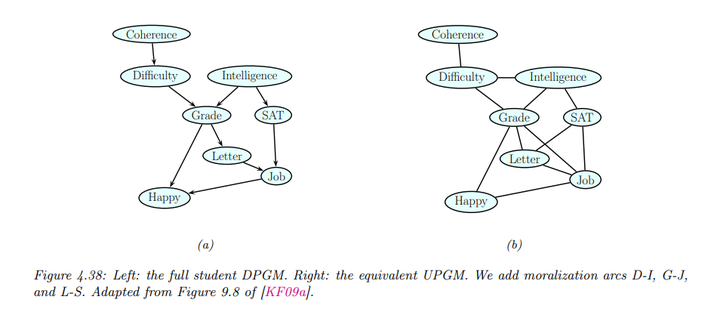 Coherence
Difficulty
Intelligence
Grade
SAT
Letter
Job
Happy
(a)
Coherence
Difficulty
Intelligence
Grade
SAT
Letter
Job
Happy
(b)
Figure 4.38: Left: the full student DPGM. Right: the equivalent UPGM. We add moralization arcs D-I, G-J,
and L-S. Adapted from Figure 9.8 of [KF09a].